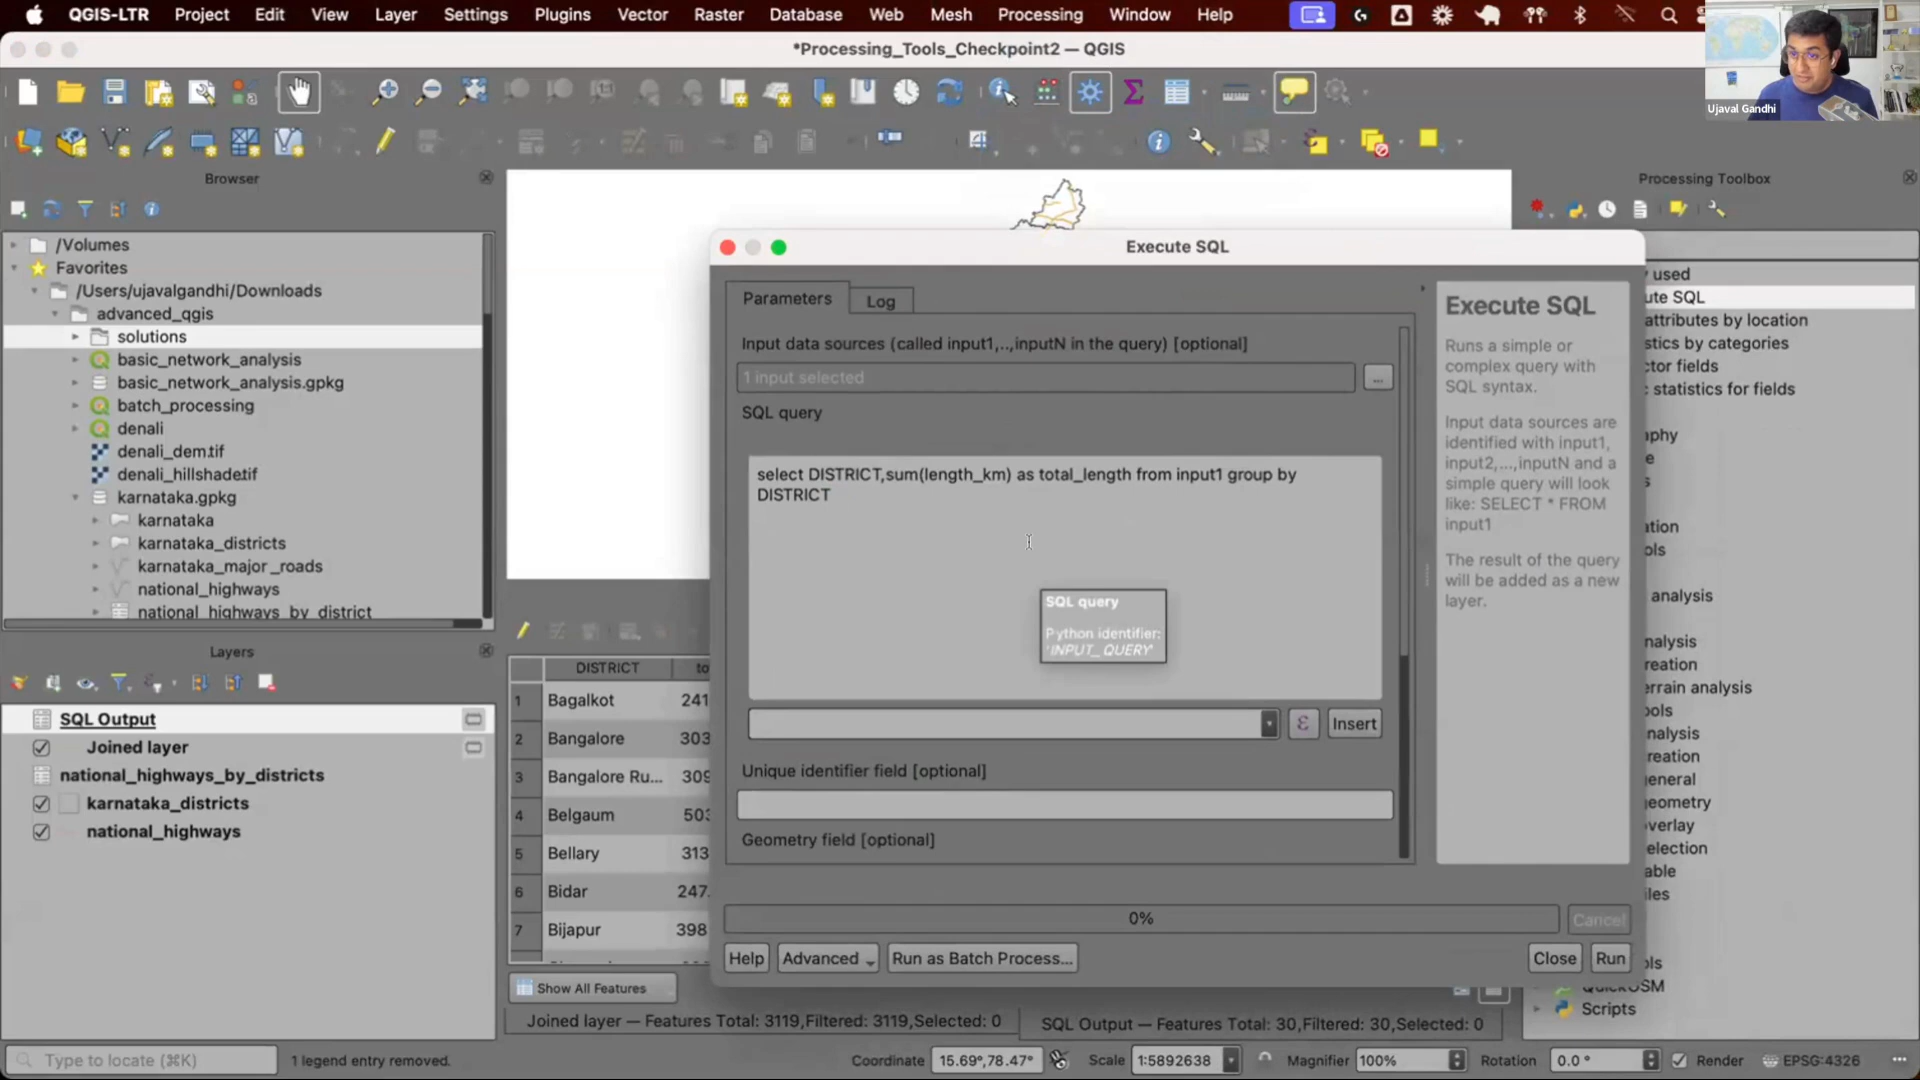 QGIS-LTR Project Edit View Layer Settings Plugins Vector Raster Database Web Mesh Processing Window Help
*Processing_Tools_Checkpoint2 — QGIS
Ujaval Gandhi
Browser
/Volumes
Favorites
/Users/ujavalgandhi/Downloads
advanced_qgis
solutions
basic_network_analysis
basic_network_analysis.gpkg
batch_processing
denali
denali_dem.tif
denali_hillshade.tif
karnataka.gpkg
karnataka
karnataka_districts
karnataka_major_roads
national_highways
national_highways_by_district
Layers
SQL Output
Joined layer
national_highways_by_districts
karnataka_districts
national_highways
DISTRICT to
1 Bagalkot 241
2 Bangalore 303
3 Bangalore Ru... 309
4 Belgaum 503
5 Bellary 313
6 Bidar 247.
7 Bijapur 398
Show All Features
Joined layer — Features Total: 3119,Filtered: 3119,Selected: 0
SQL Output — Features Total: 30,Filtered: 30,Selected: 0
Execute SQL
Parameters Log
Input data sources (called input1,..,inputN in the query) [optional]
1 input selected
...
SQL query
select DISTRICT,sum(length_km) as total_length from input1 group by
DISTRICT
SQL query
Python identifier:
'INPUT_QUERY'
ε Insert
Unique identifier field [optional]
Geometry field [optional]
0%
Cancel
Help Advanced Run as Batch Process... Close Run
Execute SQL
Runs a simple or
complex query with
SQL syntax.
Input data sources are
identified with input1,
input2,...,inputN and a
simple query will look
like: SELECT * FROM
input1
The result of the query
will be added as a new
layer.
Processing Toolbox
used
ute SQL
attributes by location
stics by categories
ctor fields
statistics for fields
phy
e
ation
ols
analysis
nalysis
reation
errain analysis
ools
nalysis
reation
general
eometry
overlay
election
able
iles
ols
QuickOSM
Scripts
Type to locate (⌘K) 1 legend entry removed. Coordinate 15.69°,78.47° Scale 1:5892638 Magnifier 100% Rotation 0.0 ° Render EPSG:4326